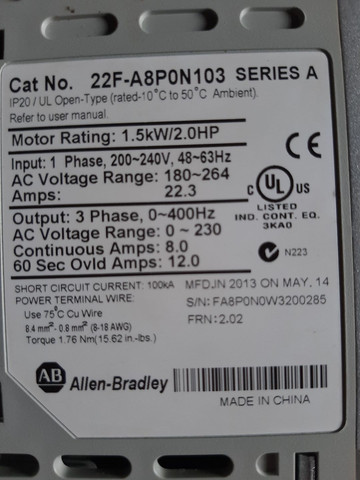 Cat No. 22F-A8P0N103 SERIES A
IP20 / UL Open-Type (rated-10°C to 50°C Ambient).
Refer to user manual.
Motor Rating: 1.5kW/2.0HP
CE
Input: 1 Phase, 200~240V, 48~63Hz
AC Voltage Range: 180~264
Amps: 22.3
C UL US
LISTED
IND. CONT. EQ.
3KA0
Output: 3 Phase, 0~400Hz
AC Voltage Range: 0 ~ 230
Continuous Amps: 8.0
60 Sec Ovld Amps: 12.0
N223
SHORT CIRCUIT CURRENT: 100kA MFDJN 2013 ON MAY. 14
POWER TERMINAL WIRE: S/N: FA8P0N0W3200285
Use 75°C Cu Wire FRN: 2.02
8.4 mm² - 0.8 mm² (8-18 AWG)
Torque 1.76 Nm(15.62 in.-lbs.)
AB Allen-Bradley
MADE IN CHINA